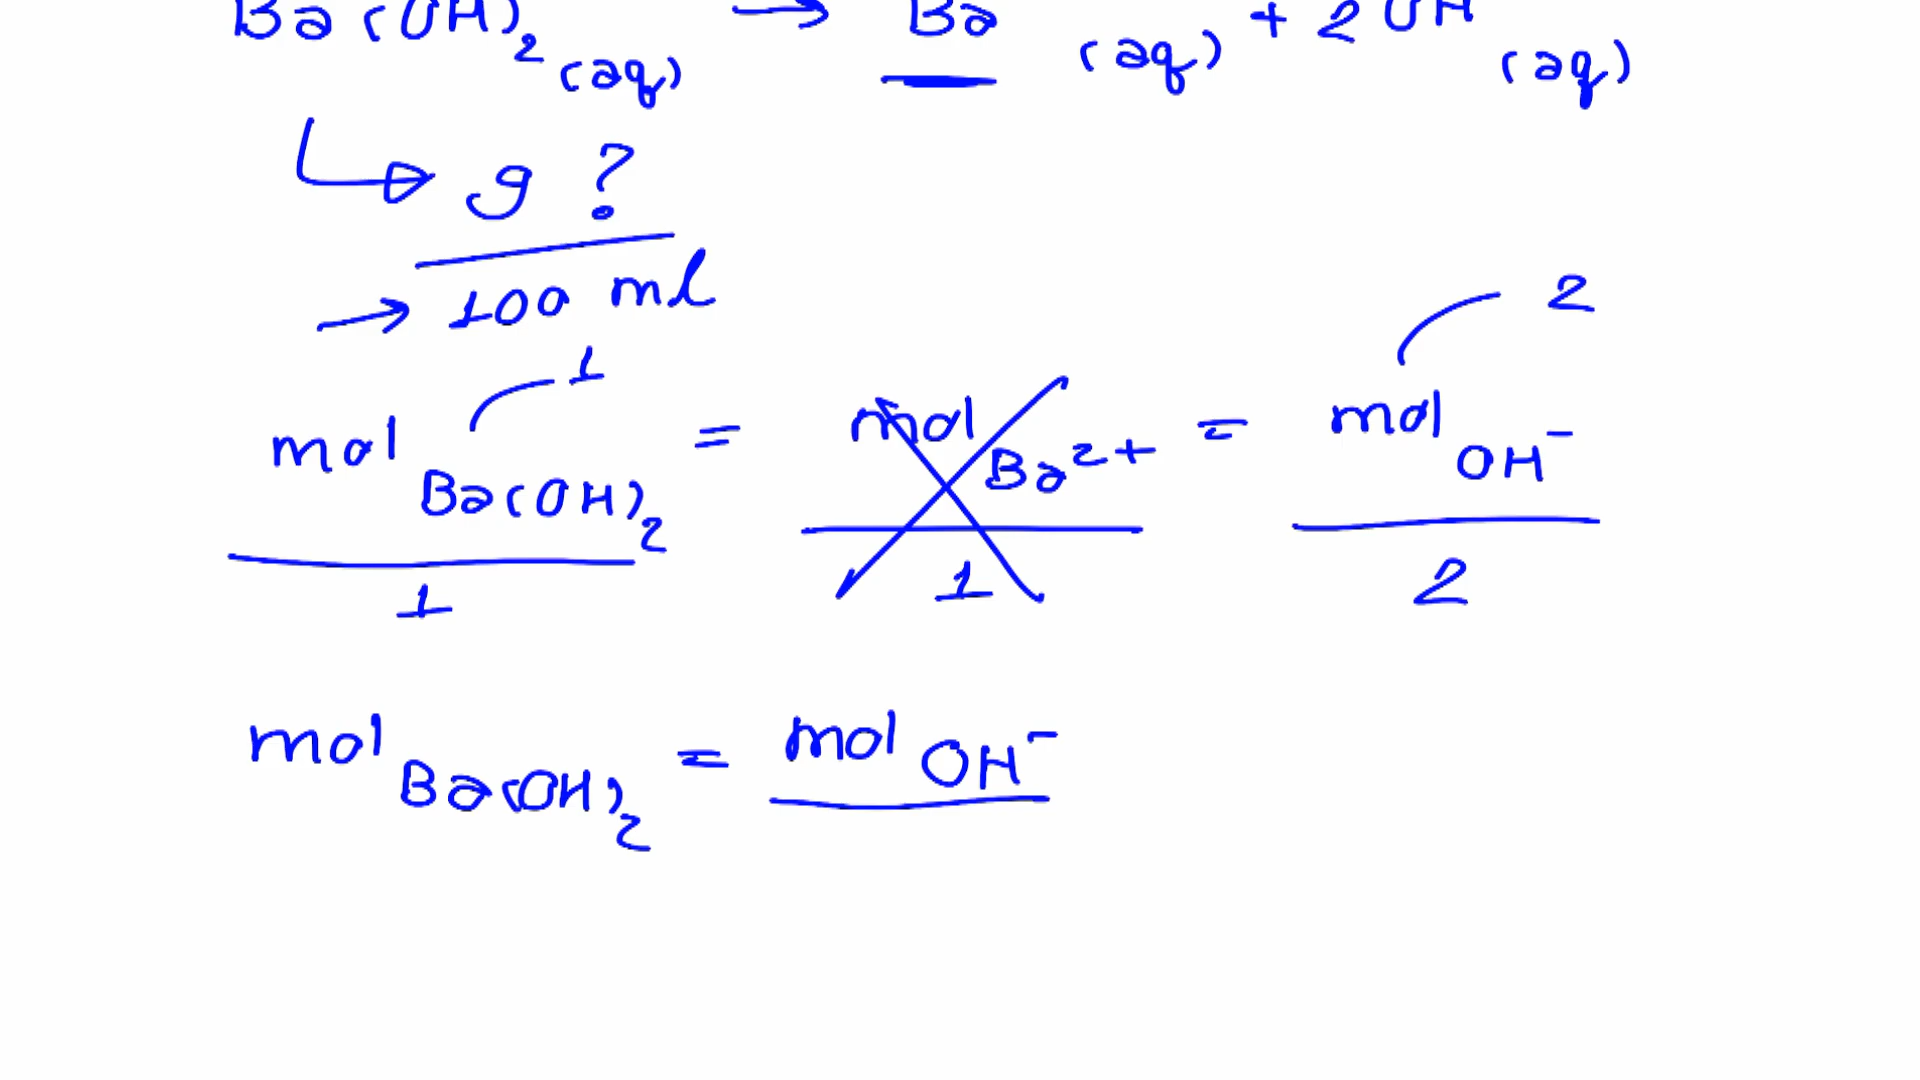 Ba(OH)₂ (aq) → Ba (aq) + 2 OH (aq)
g ?
→ 100 ml
1
2
mol Ba(OH)₂ = mol Ba²⁺ = mol OH⁻
1 1 2
mol Ba(OH)₂ = mol OH⁻